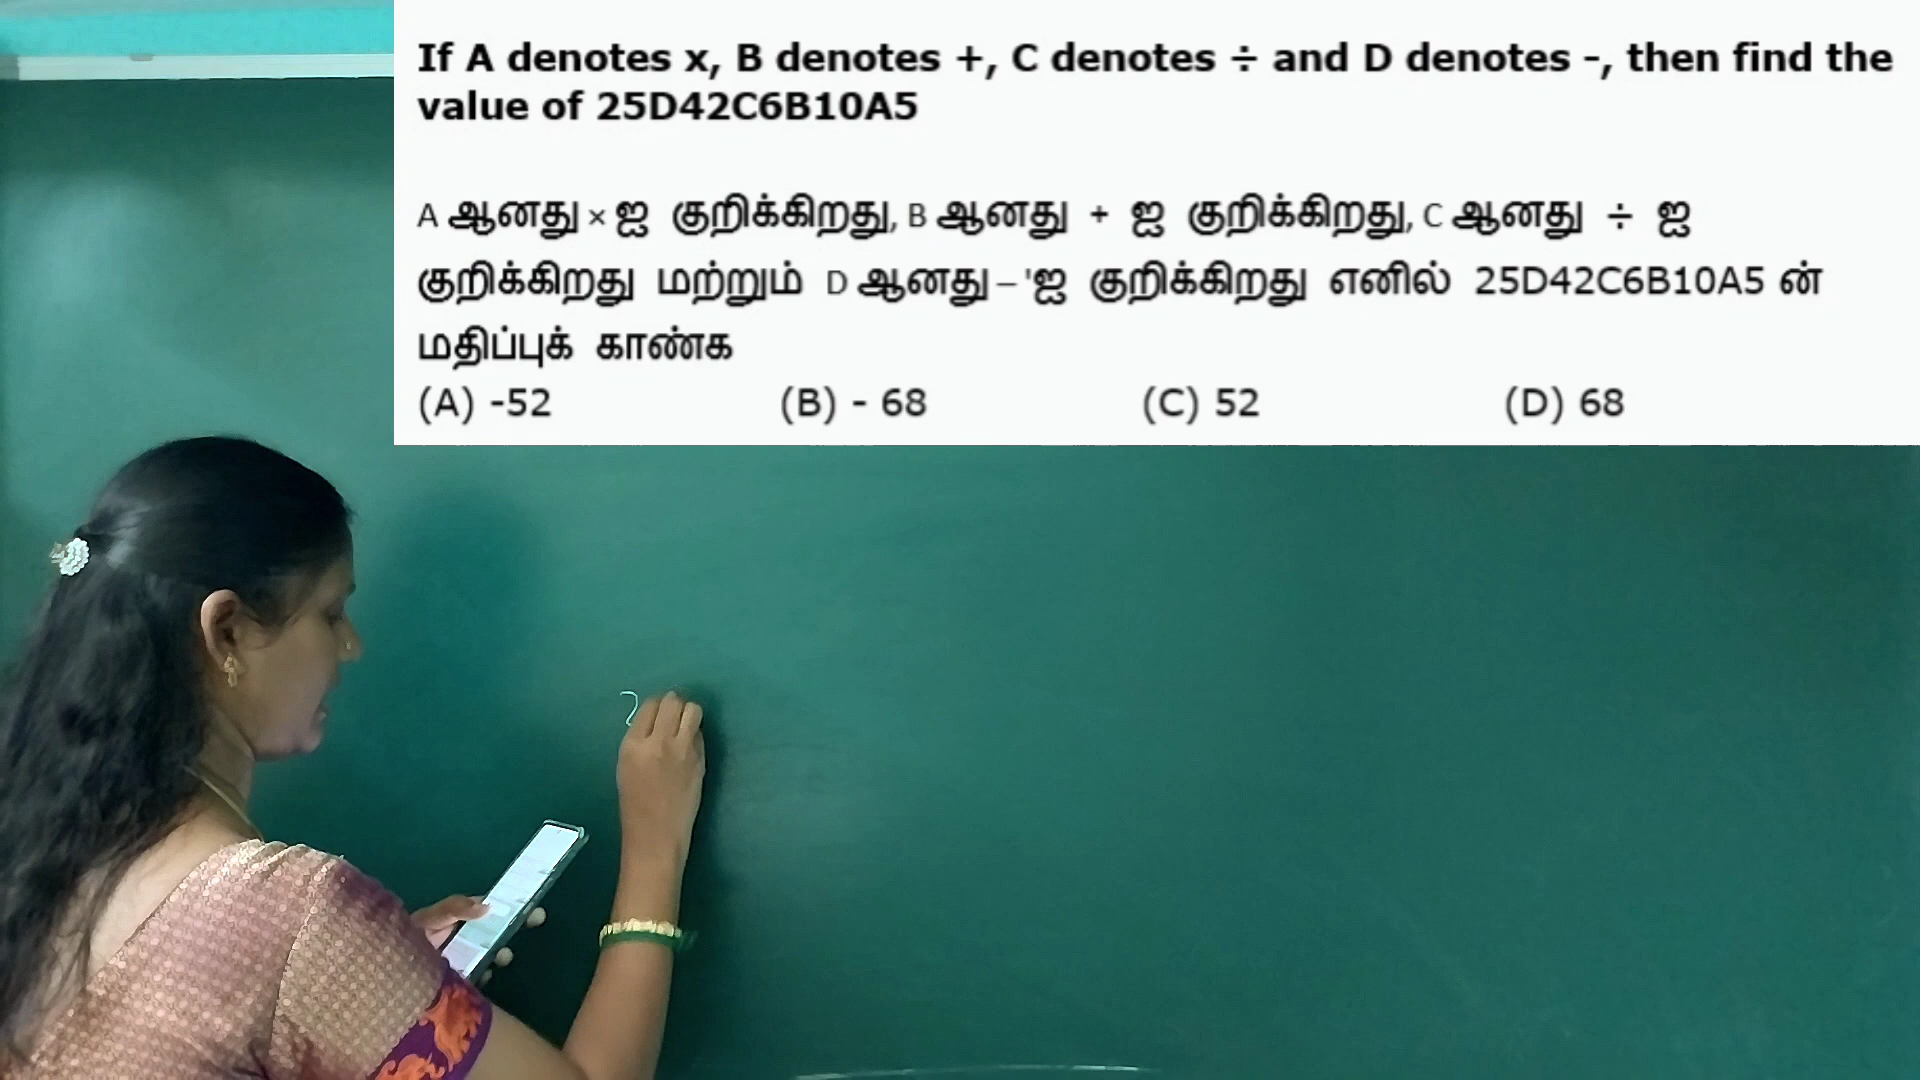 If A denotes x, B denotes +, C denotes ÷ and D denotes -, then find the
value of 25D42C6B10A5
A ஆனது × ஐ குறிக்கிறது, B ஆனது + ஐ குறிக்கிறது, C ஆனது ÷ ஐ
குறிக்கிறது மற்றும் D ஆனது – 'ஐ குறிக்கிறது எனில் 25D42C6B10A5 ன்
மதிப்புக் காண்க
(A) -52 (B) - 68 (C) 52 (D) 68
2